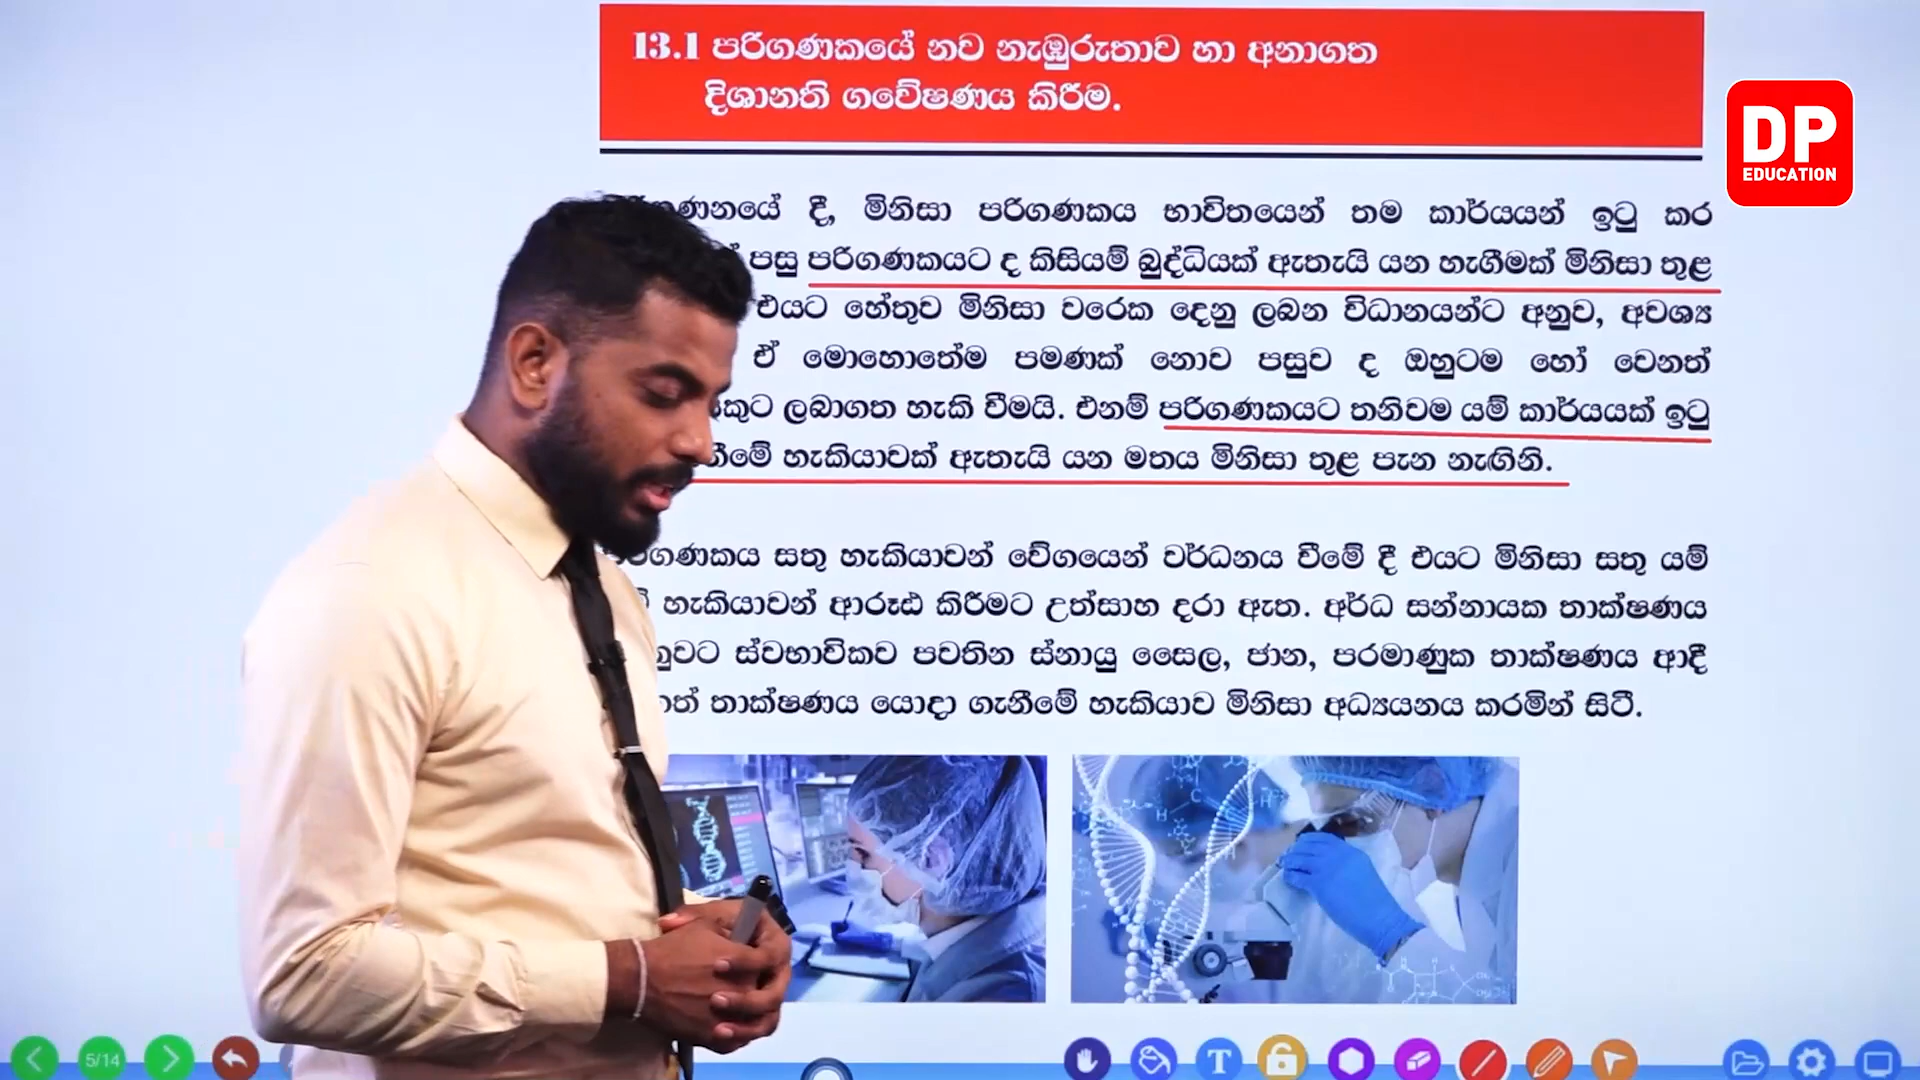 13.1 පරිගණකයේ නව නැඹුරුතාව හා අනාගත
දිශානති ගවේෂණය කිරීම.
DP
EDUCATION
දී, මිනිසා පරිගණකය භාවිතයෙන් තම කාර්යයන් ඉටු කර
පසු පරිගණකයට ද කිසියම් බුද්ධියක් ඇතැයි යන හැඟීමක් මිනිසා තුළ
එයට හේතුව මිනිසා වරෙක දෙනු ලබන විධානයන්ට අනුව, අවශ්‍ය
ඒ මොහොතේම පමණක් නොව පසුව ද ඔහුටම හෝ වෙනත්
ලබාගත හැකි වීමයි. එනම් පරිගණකයට තනිවම යම් කාර්යයක් ඉටු
හැකියාවක් ඇතැයි යන මතය මිනිසා තුළ පැන නැඟිනි.
සතු හැකියාවන් වේගයෙන් වර්ධනය වීමේ දී එයට මිනිසා සතු යම්
හැකියාවන් ආරූඪ කිරීමට උත්සාහ දරා ඇත. අර්ධ සන්නායක තාක්ෂණය
ස්වභාවිකව පවතින ස්නායු සෛල, ජාන, පරමාණුක තාක්ෂණය ආදී
තාක්ෂණය යොදා ගැනීමේ හැකියාව මිනිසා අධ්‍යයනය කරමින් සිටී.
5/14
T